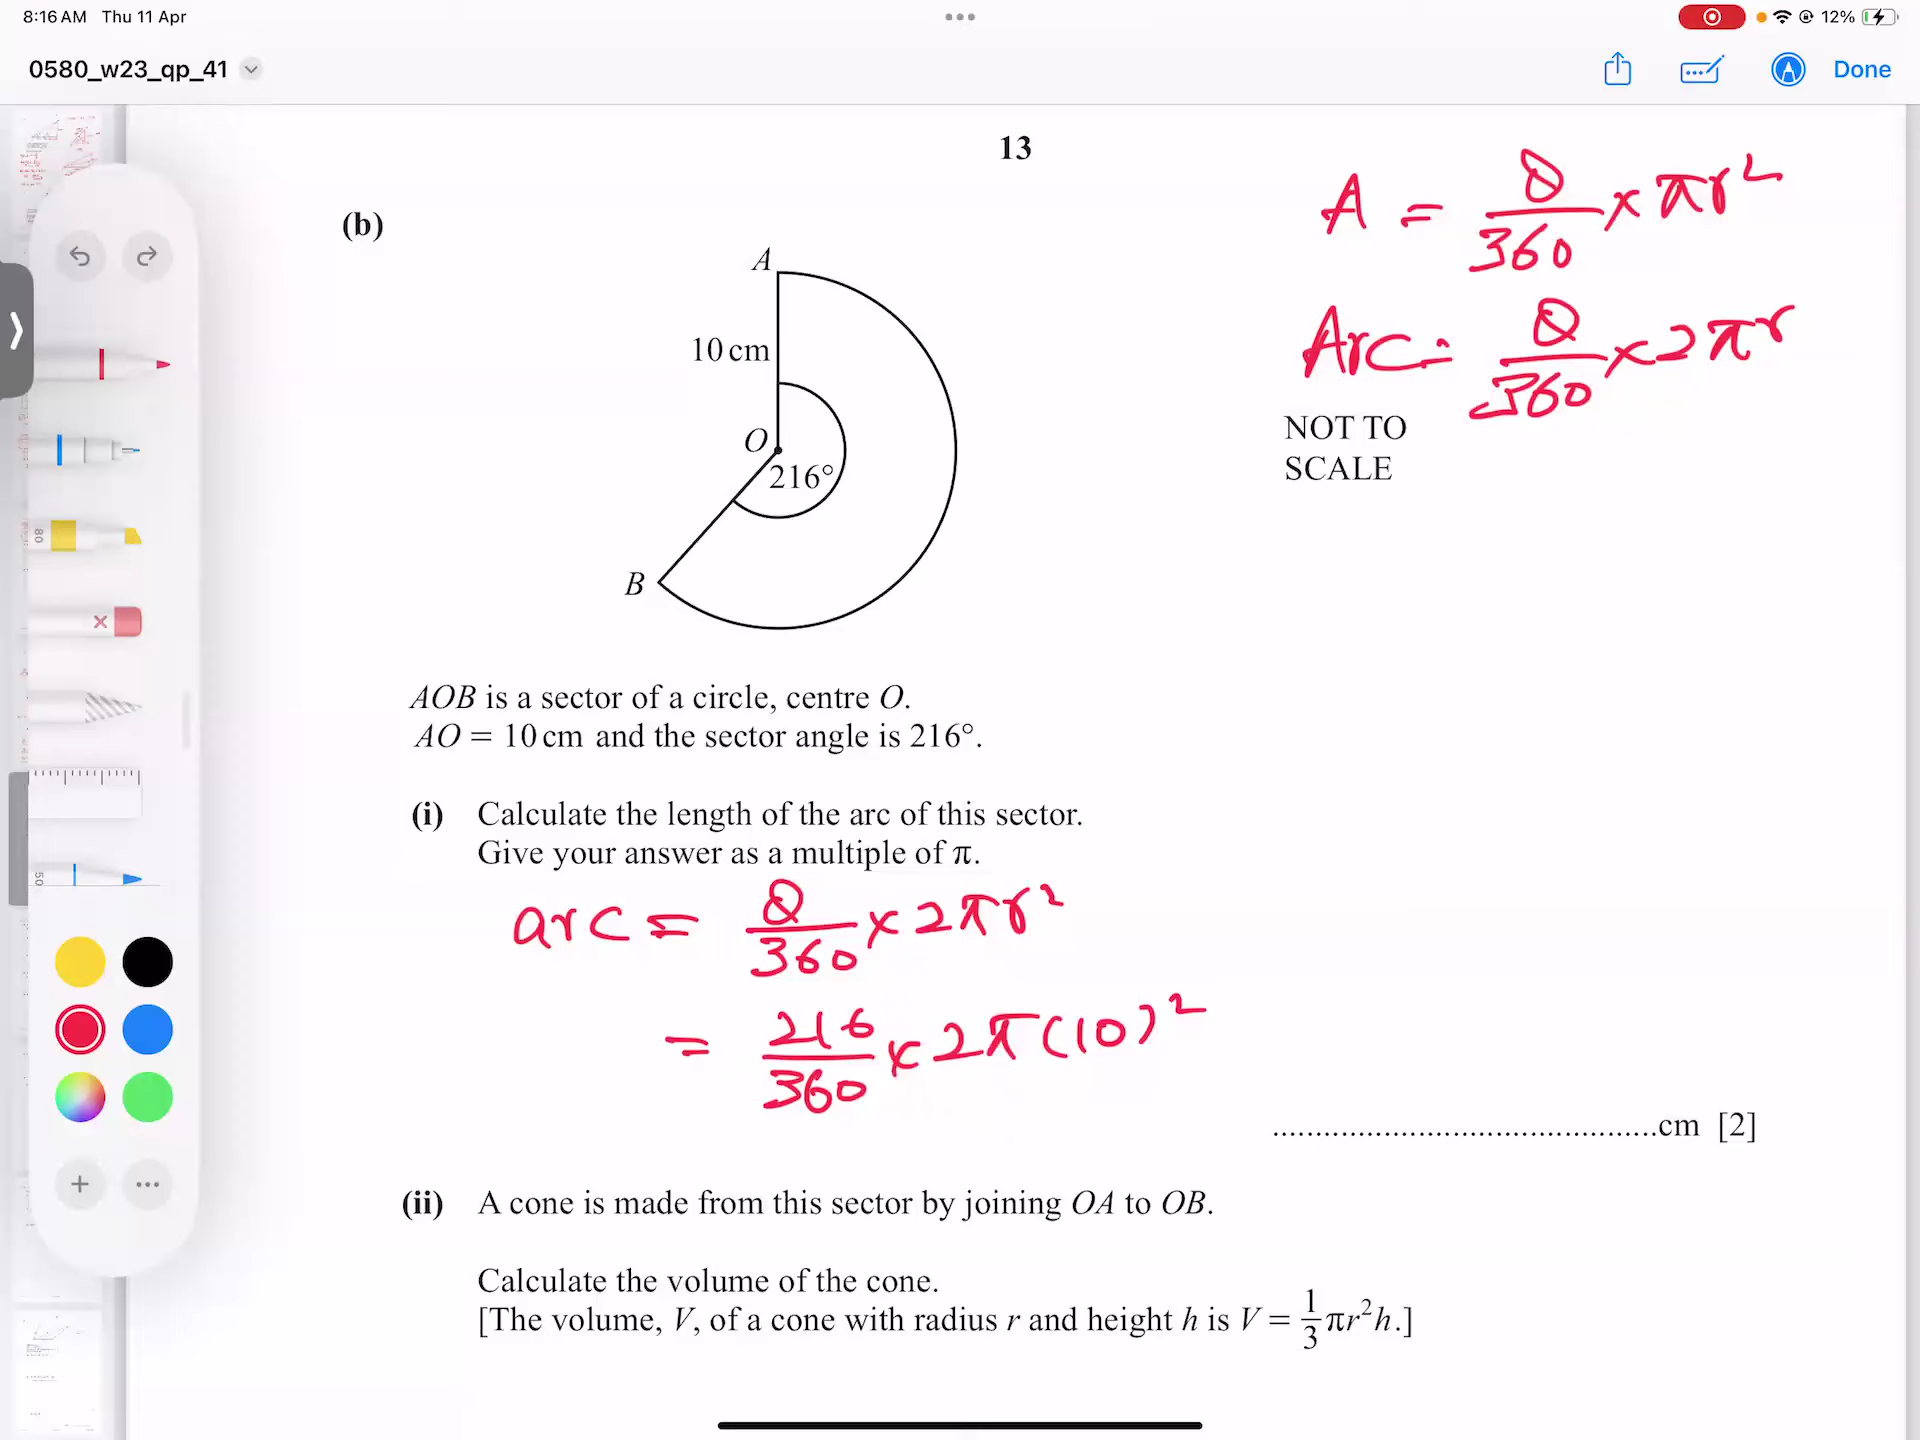 8:16 AM Thu 11 Apr
12%
0580_w23_qp_41
Done
13
A = θ/360 × πr²
(b)
A
10 cm
Arc = θ/360 × 2πr
O
216°
NOT TO
SCALE
B
AOB is a sector of a circle, centre O.
AO = 10 cm and the sector angle is 216°.
(i) Calculate the length of the arc of this sector.
Give your answer as a multiple of π.
arc = θ/360 × 2πr²
= 216/360 × 2π(10)²
..............................................cm [2]
(ii) A cone is made from this sector by joining OA to OB.
Calculate the volume of the cone.
[The volume, V, of a cone with radius r and height h is V = 1/3 πr²h.]
80
50